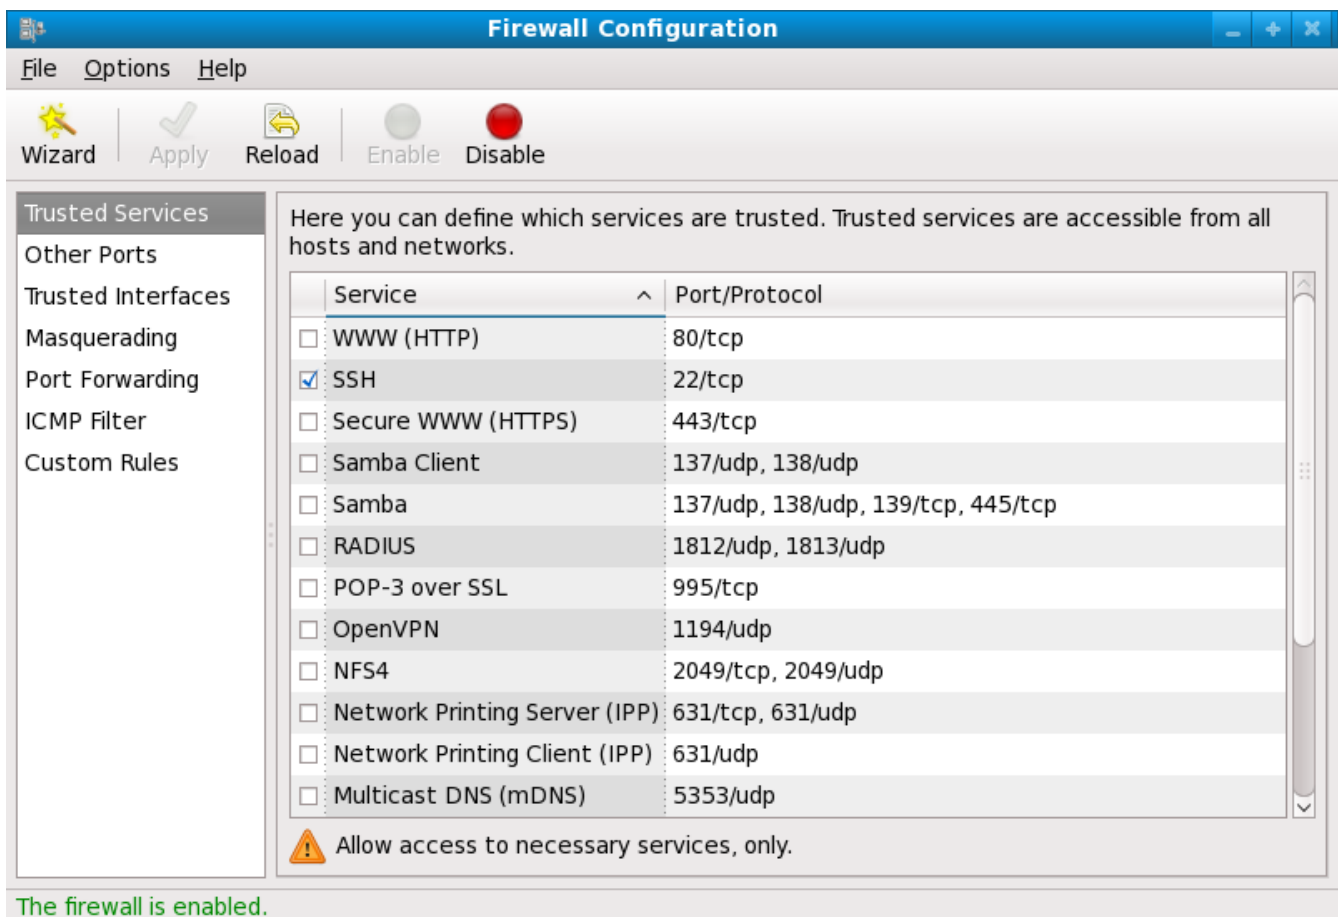 Firewall Configuration
File Options Help
Wizard Apply Reload Enable Disable
Trusted Services
Other Ports
Trusted Interfaces
Masquerading
Port Forwarding
ICMP Filter
Custom Rules
Here you can define which services are trusted. Trusted services are accessible from all
hosts and networks.
Service Port/Protocol
WWW (HTTP) 80/tcp
SSH 22/tcp
Secure WWW (HTTPS) 443/tcp
Samba Client 137/udp, 138/udp
Samba 137/udp, 138/udp, 139/tcp, 445/tcp
RADIUS 1812/udp, 1813/udp
POP-3 over SSL 995/tcp
OpenVPN 1194/udp
NFS4 2049/tcp, 2049/udp
Network Printing Server (IPP) 631/tcp, 631/udp
Network Printing Client (IPP) 631/udp
Multicast DNS (mDNS) 5353/udp
Allow access to necessary services, only.
The firewall is enabled.